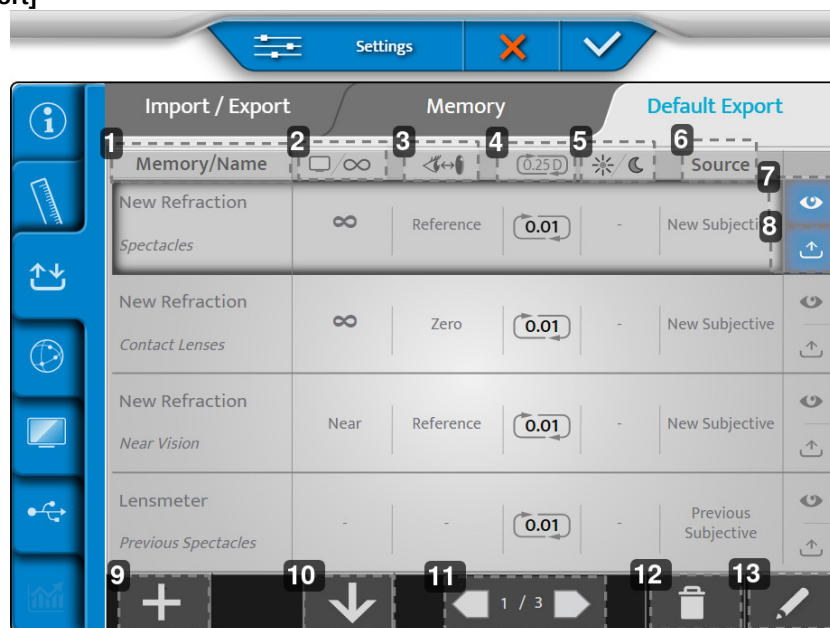 ort]
Settings
Import / Export Memory Default Export
1 2 3 4 5 6
Memory/Name ∞ 0.25 D Source
7
New Refraction
∞ Reference 0.01 - New Subjecti 8
Spectacles
New Refraction
∞ Zero 0.01 - New Subjective
Contact Lenses
New Refraction
Near Reference 0.01 - New Subjective
Near Vision
Lensmeter
- - 0.01 - Previous
Subjective
Previous Spectacles
9 10 11 12 13
1 / 3